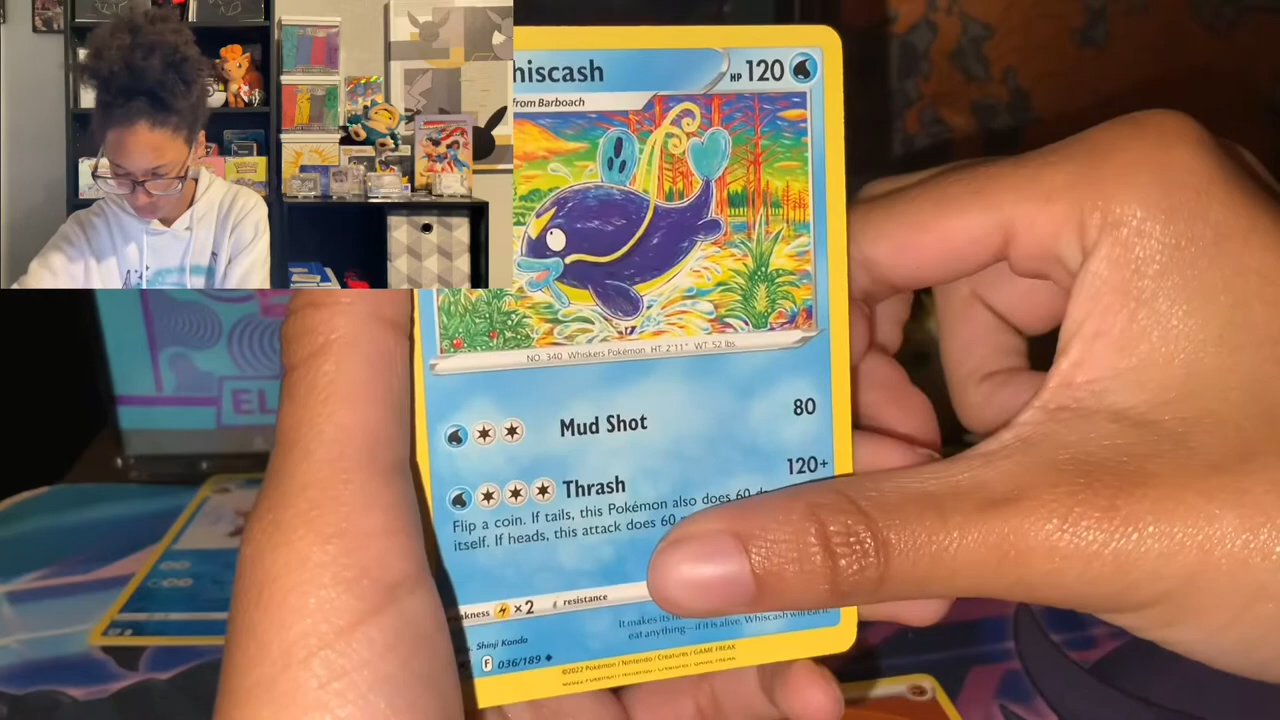 hiscash
HP 120
from Barboach
NO. 340 Whiskers Pokémon HT: 2'11" WT: 52 lbs.
Mud Shot 80
Thrash 120+
Flip a coin. If tails, this Pokémon also does 60
itself. If heads, this attack does 60
akness ×2 resistance
It makes its
eat anything—if it is alive, Whiscash will eat it.
Shinji Konda
F 036/189
©2022 Pokémon / Nintendo / Creatures / GAME FREAK
EL